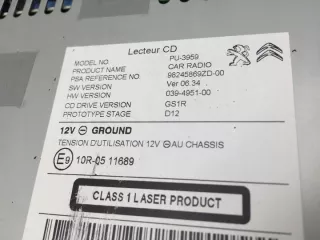 Lecteur CD
MODEL NO. PU-3959
PRODUCT NAME CAR RADIO
PSA REFERENCE NO. 98245869ZD-00
SW VERSION Ver 06.34
HW VERSION 039-4951-00
CD DRIVE VERSION GS1R
PROTOTYPE STAGE D12
12V ⊖ GROUND
TENSION D'UTILISATION 12V ⊖ AU CHASSIS
E9 10R-05 11689
CLASS 1 LASER PRODUCT